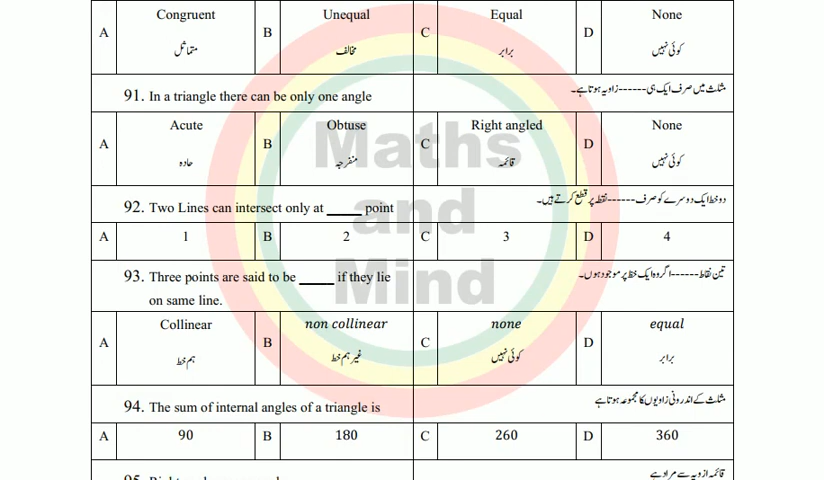 A Congruent B Unequal C Equal D None
متماثل مخالف برابر کوئی نہیں
91. In a triangle there can be only one angle مثلث میں صرف ایک ہی------زاویہ ہوتا ہے۔
A Acute B Obtuse C Right angled D None
حادہ منفرجہ قائمہ کوئی نہیں
92. Two Lines can intersect only at _____ point دو خط ایک دوسرے کو صرف------نقطہ پر قطع کرتے ہیں۔
A 1 B 2 C 3 D 4
93. Three points are said to be _____ if they lie تین نقاط------اگر وہ ایک خط پر موجود ہوں۔
on same line.
A Collinear B non collinear C none D equal
ہم خط غیر ہم خط کوئی نہیں برابر
94. The sum of internal angles of a triangle is مثلث کے اندرونی زاویوں کا مجموعہ ہوتا ہے
A 90 B 180 C 260 D 360
95. قائمہ زاویہ سے مراد ہے
Maths
and
Mind